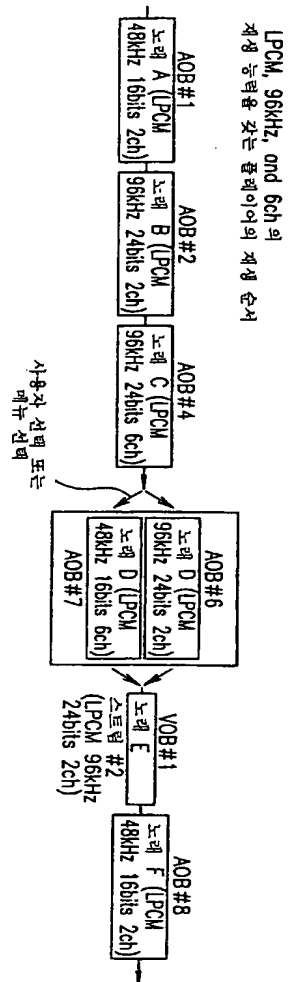 LPCM, 96kHz, and 6ch의
재생 능력을 갖는 플레이어의 재생 순서
AOB#1
노래 A (LPCM
48kHz 16bits 2ch)
AOB#2
노래 B (LPCM
96kHz 24bits 2ch)
AOB#4
노래 C (LPCM
96kHz 24bits 6ch)
사용자 선택 또는
메뉴 선택
AOB#6
노래 D (LPCM
96kHz 24bits 2ch)
노래 D (LPCM
48kHz 16bits 6ch)
AOB#7
VOB#1
노래 E
스트림 #2
(LPCM 96kHz
24bits 2ch)
AOB#8
노래 F (LPCM
48kHz 16bits 2ch)